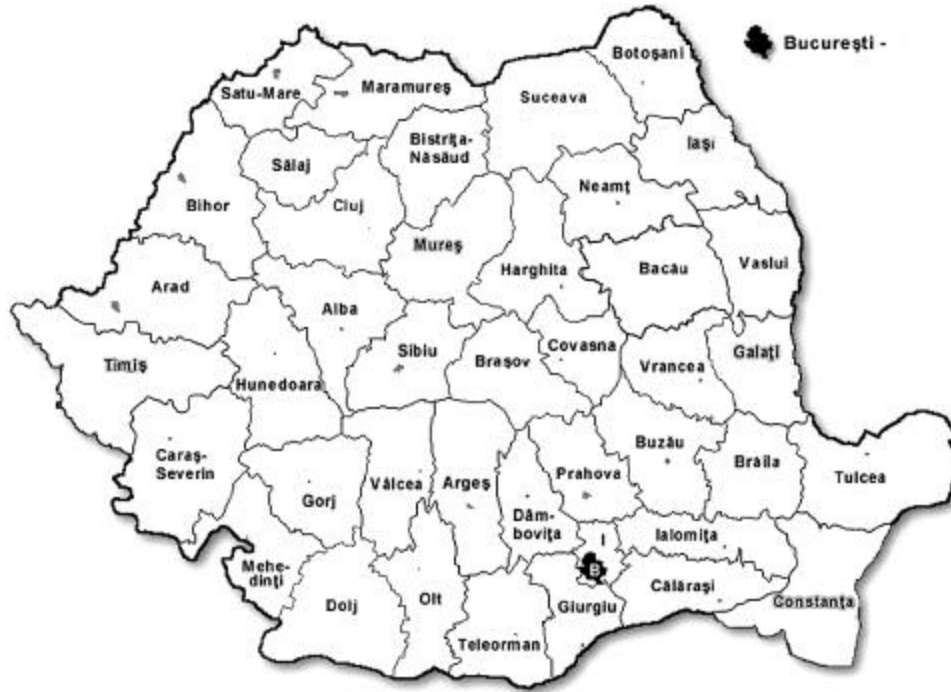 Botoşani
Bucureşti -
Satu-Mare
Maramureş
Suceava
Bistriţa-
Năsăud
Iaşi
Sălaj
Neamţ
Bihor
Cluj
Mureş
Harghita
Bacău
Vaslui
Arad
Alba
Timiş
Hunedoara
Sibiu
Braşov
Covasna
Vrancea
Galaţi
Caraş-
Severin
Gorj
Vâlcea
Argeş
Prahova
Buzău
Brăila
Tulcea
Dâm-
boviţa
I
Ialomiţa
Mehe-
dinţi
B
Dolj
Olt
Giurgiu
Călăraşi
Constanţa
Teleorman